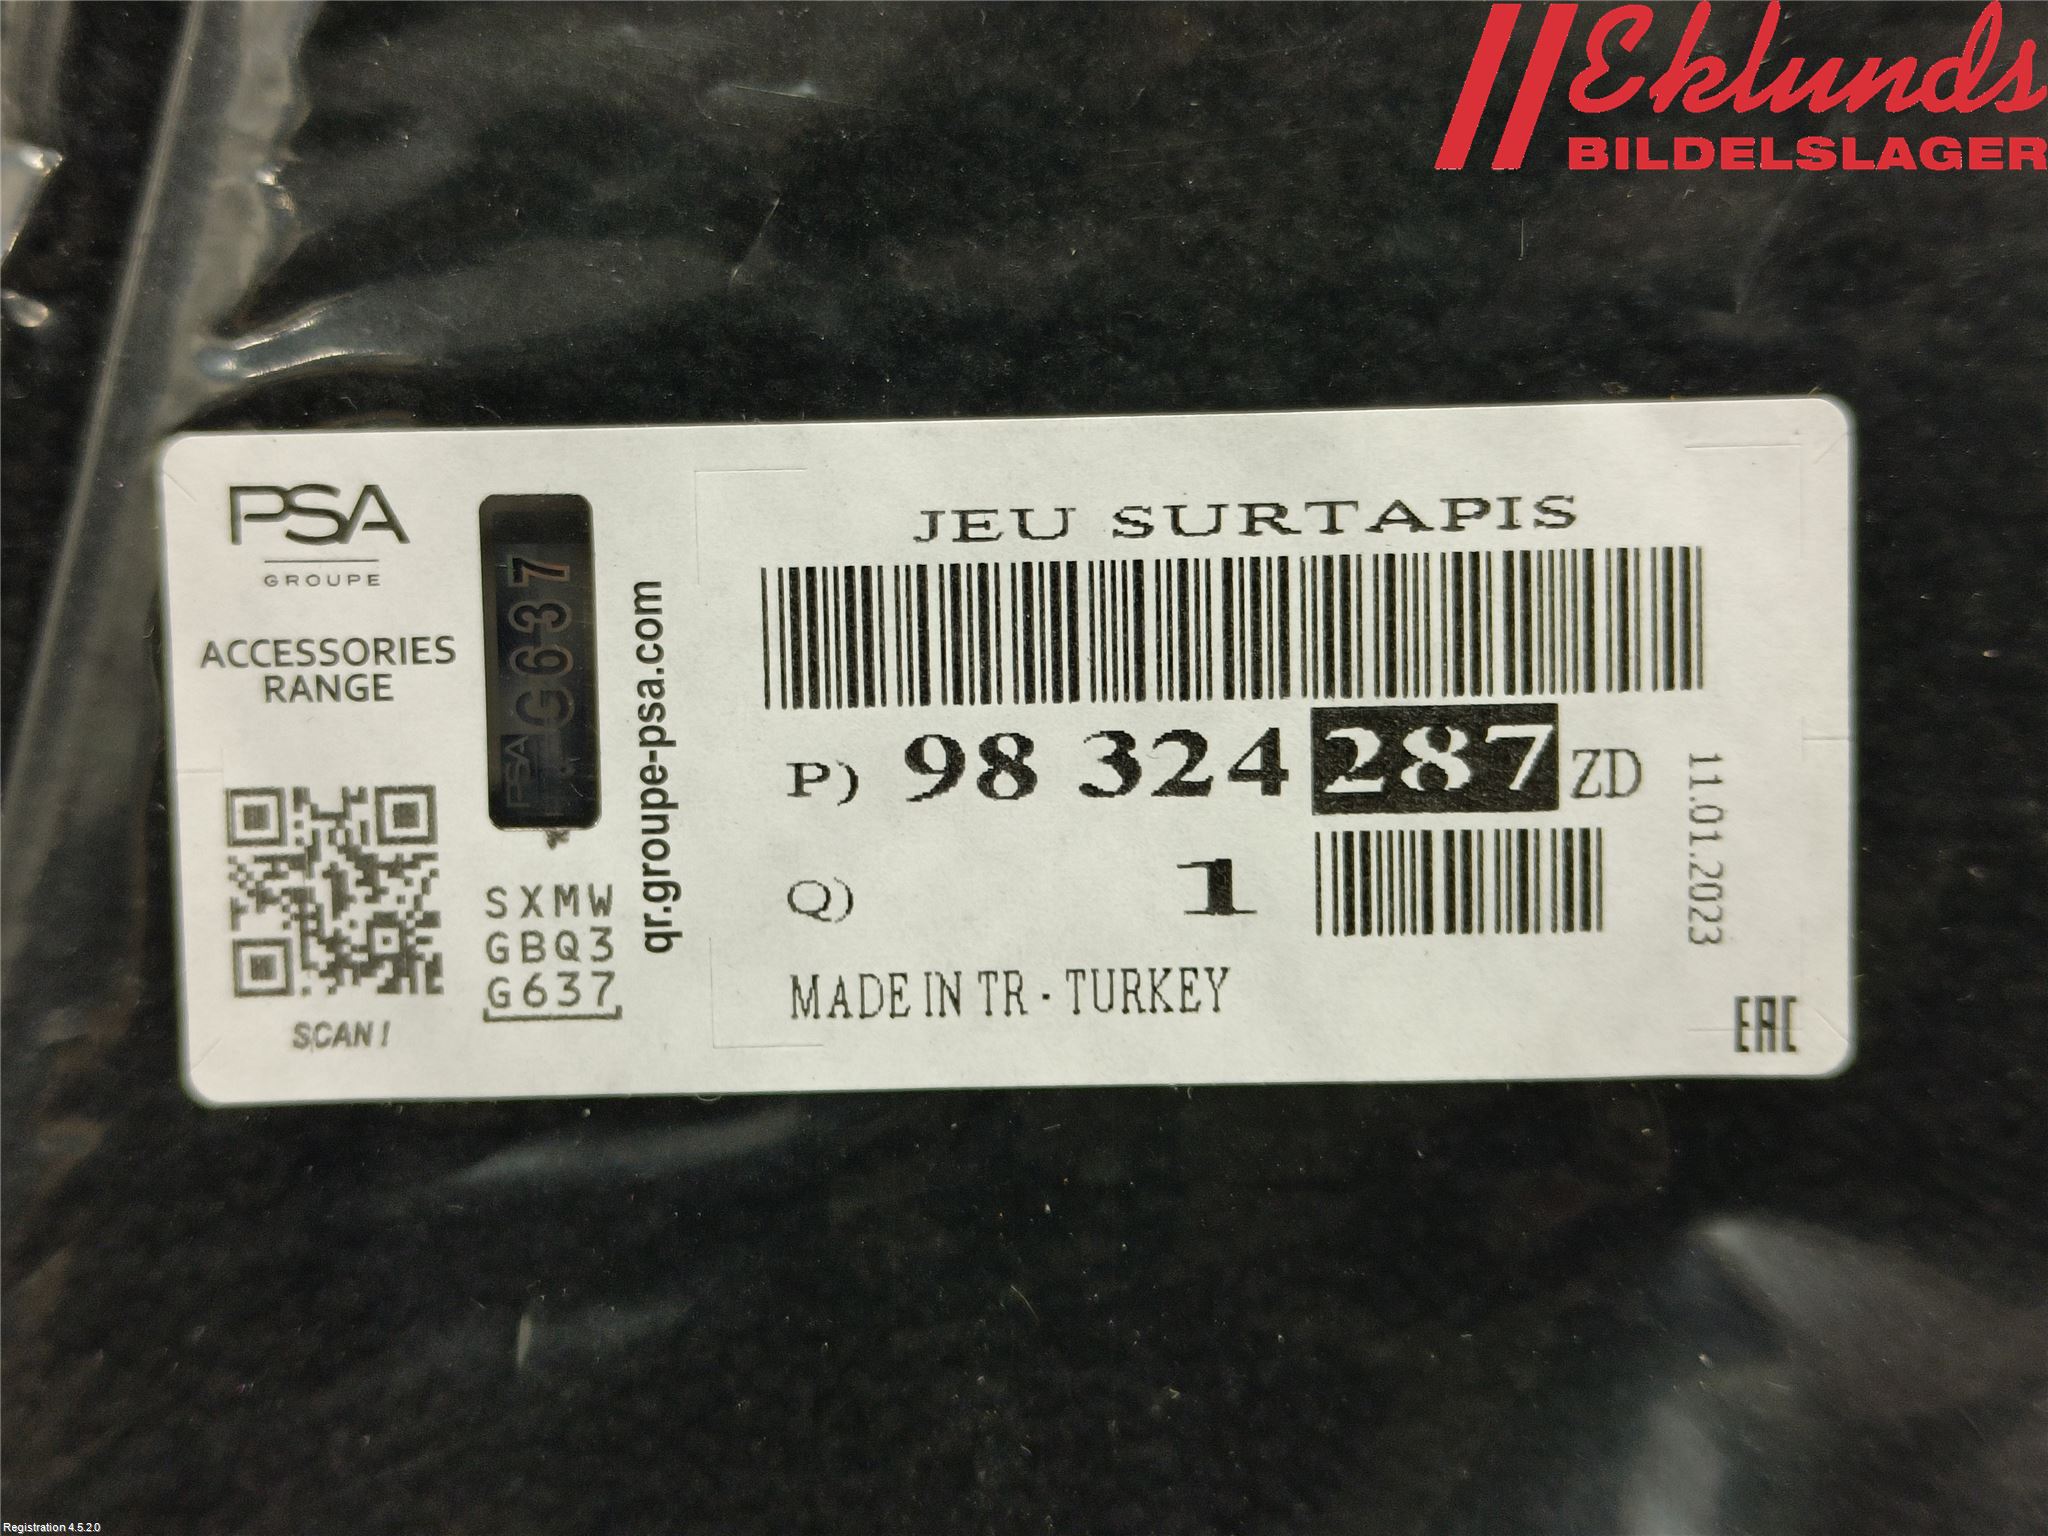 Eklunds
BILDELSLAGER
PSA
GROUPE
ACCESSORIES
RANGE
SCAN!
PSA
G637
SXMW
GBQ3
G637
qr.groupe-psa.com
JEU SURTAPIS
P) 98 324 287 ZD
Q) 1
MADE IN TR - TURKEY
11.01.2023
EAC
Registration 4.5.2.0